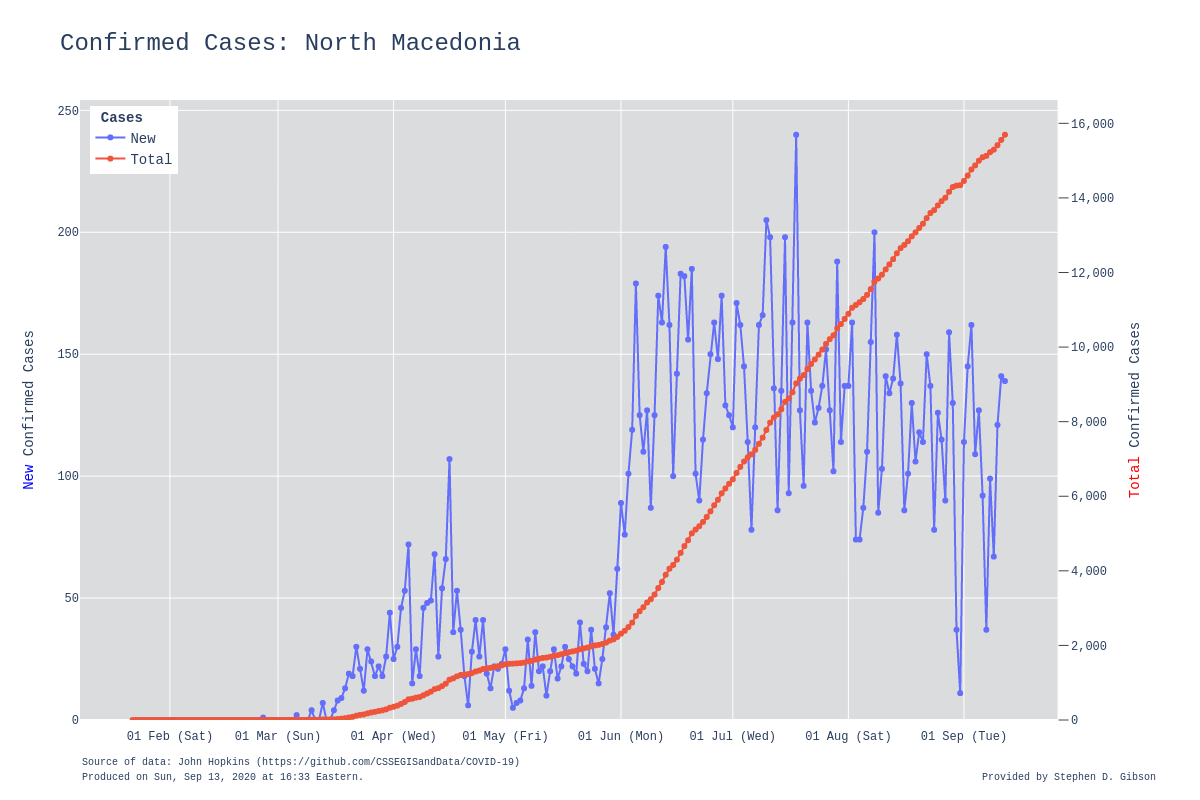 Confirmed Cases: North Macedonia
Cases
New
Total
250
200
150
100
50
0
16,000
14,000
12,000
10,000
8,000
6,000
4,000
2,000
0
New Confirmed Cases
Total Confirmed Cases
01 Feb (Sat) 01 Mar (Sun) 01 Apr (Wed) 01 May (Fri) 01 Jun (Mon) 01 Jul (Wed) 01 Aug (Sat) 01 Sep (Tue)
Source of data: John Hopkins (https://github.com/CSSEGISandData/COVID-19)
Produced on Sun, Sep 13, 2020 at 16:33 Eastern.
Provided by Stephen D. Gibson